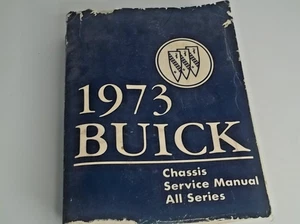 1973
BUICK
Chassis
Service Manual
All Series